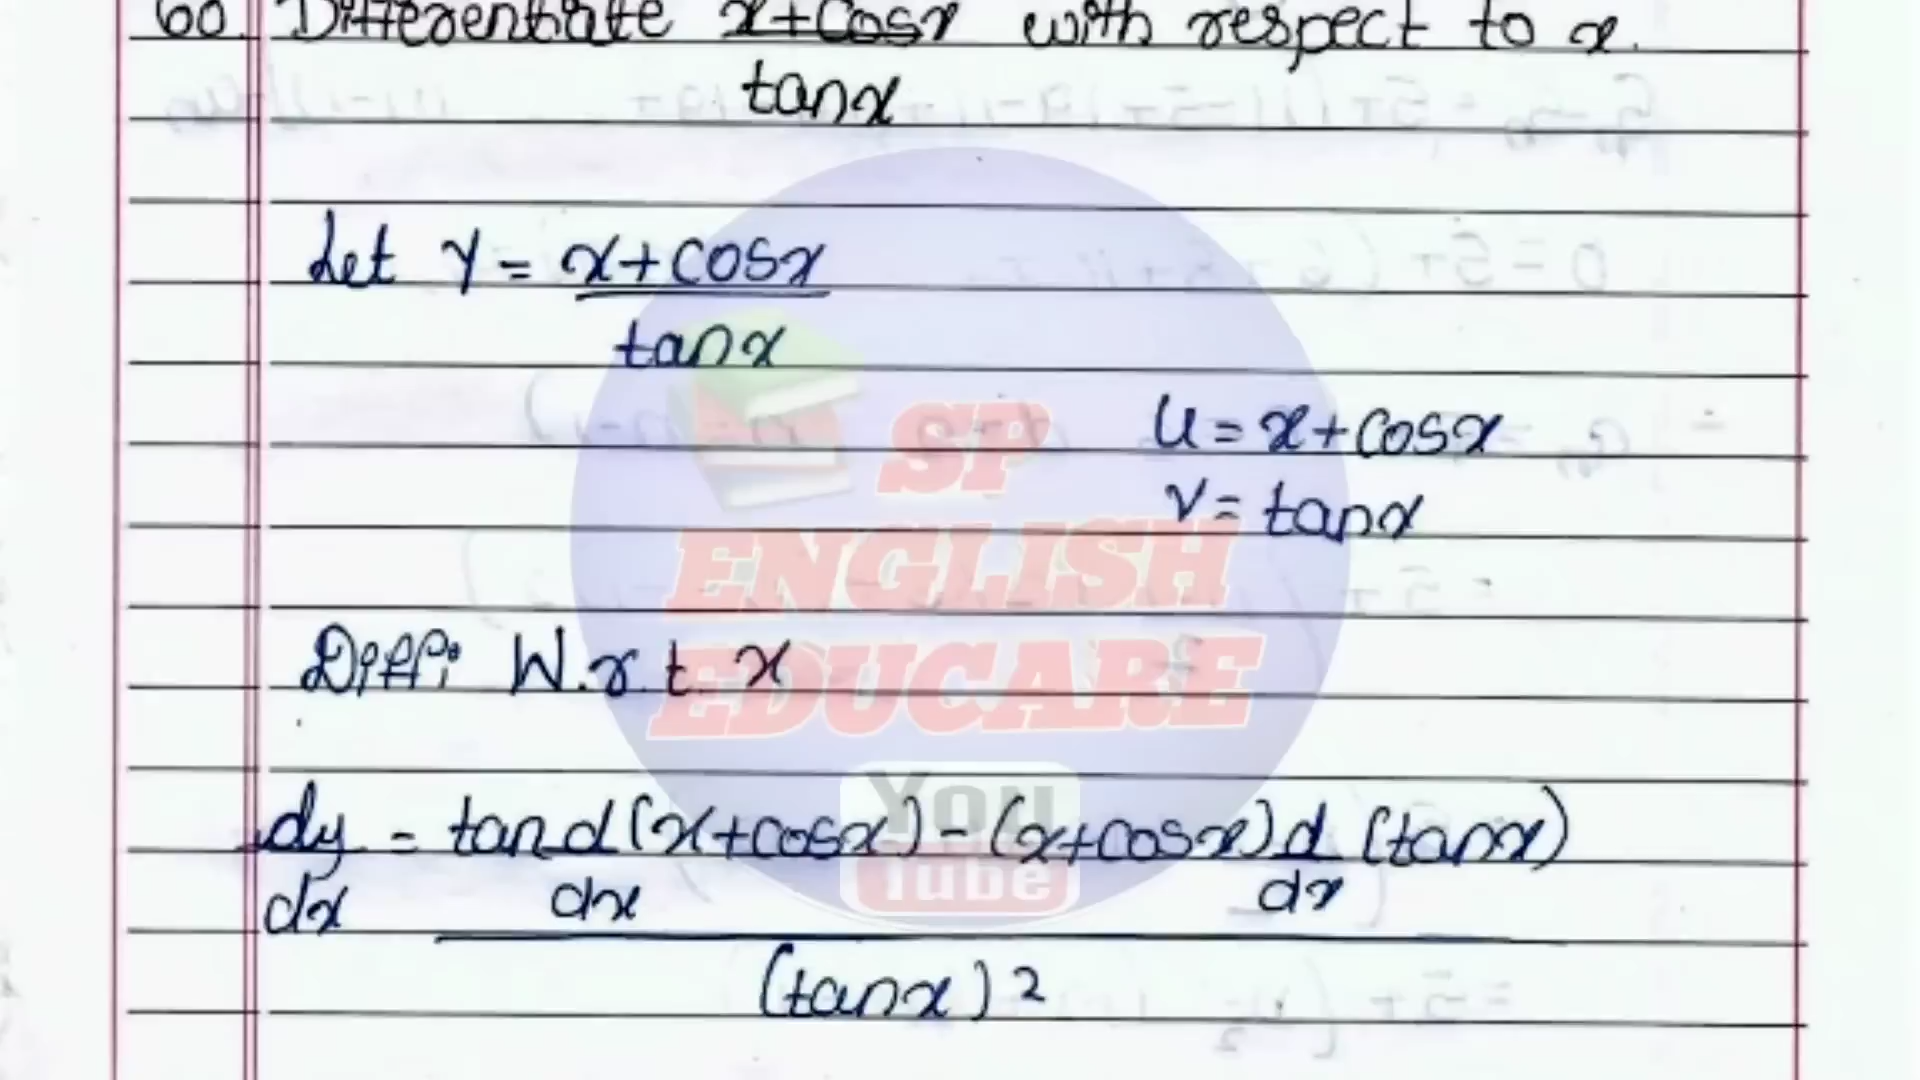 60. Differentiate x+cosx with respect to x.
tanx
Let y = x+cosx
tanx
u = x+cosx
v = tanx
SP
ENGLISH
EDUCARE
Diff: W.r.t. x
You
Tube
dy = tan d (x+cosx) - (x+cosx) d (tanx)
dx dx dx
(tanx)2